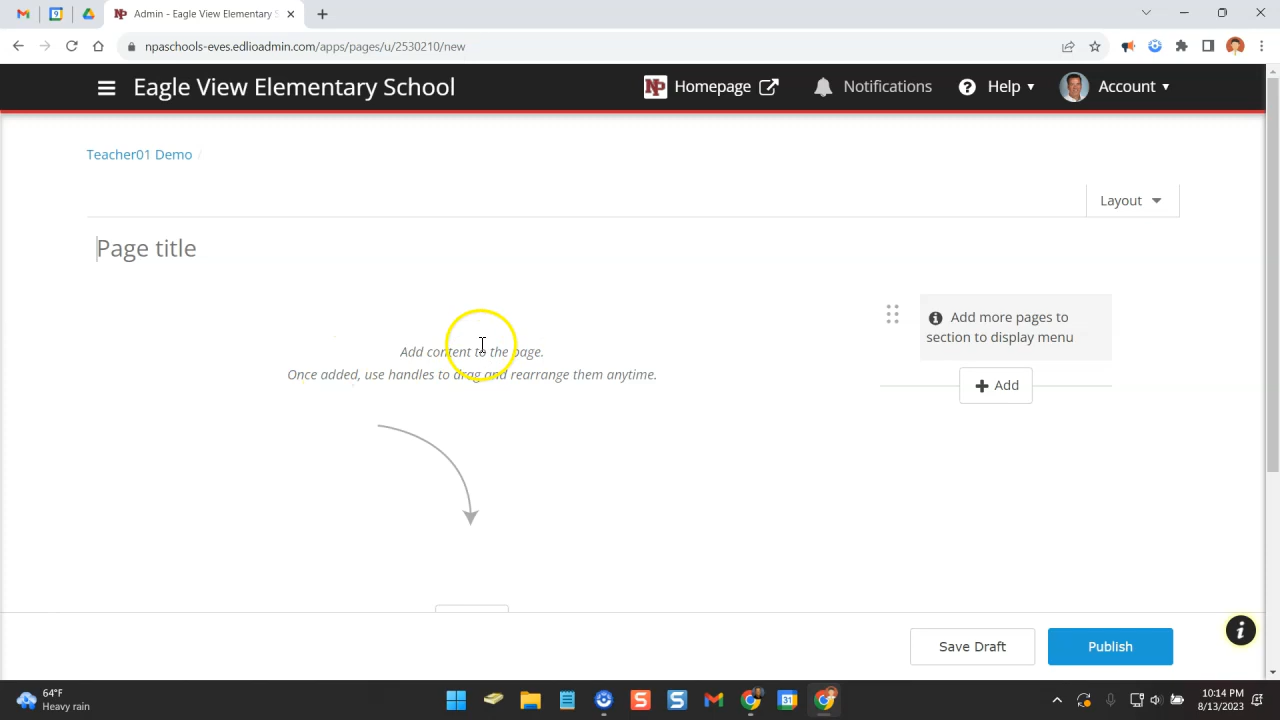 Admin - Eagle View Elementary S
npaschools-eves.edlioadmin.com/apps/pages/u/2530210/new
Eagle View Elementary School
NP Homepage
Notifications
Help
Account
Teacher01 Demo /
Layout
Page title
Add more pages to
section to display menu
Add content to the page.
Once added, use handles to drag and rearrange them anytime.
Add
Save Draft
Publish
64°F
Heavy rain
10:14 PM
8/13/2023